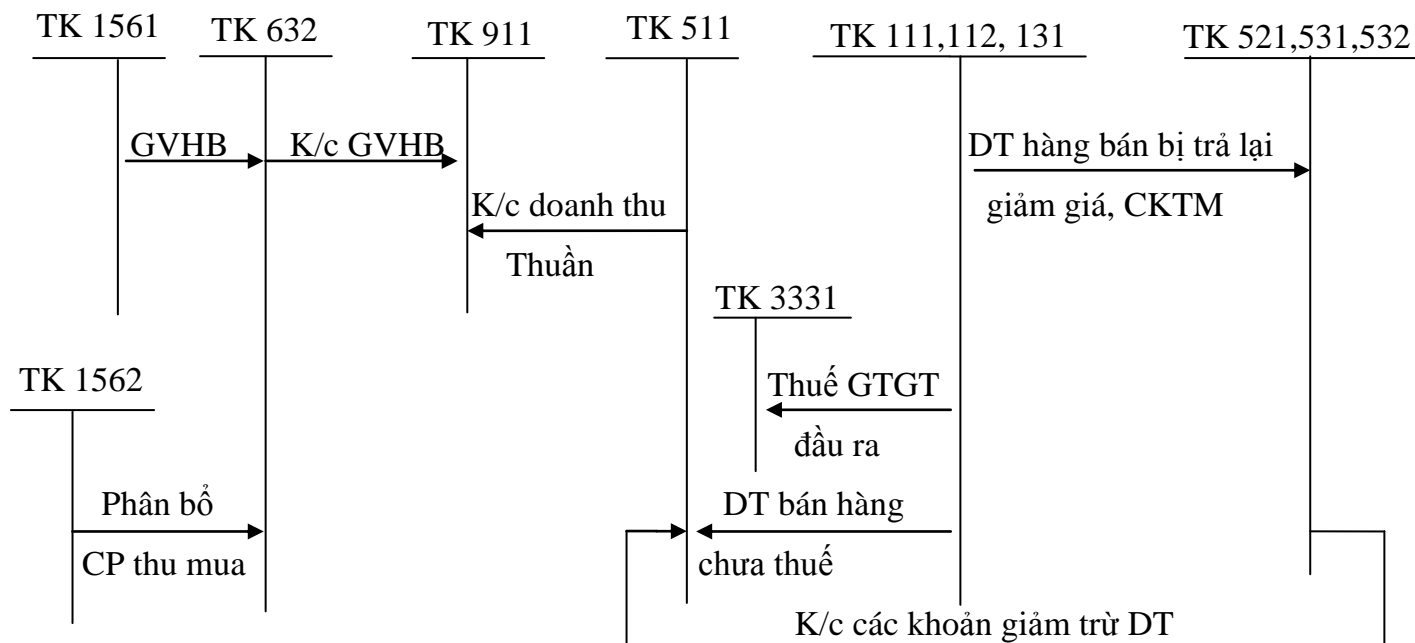 TK 1561
TK 632
TK 911
TK 511
TK 111,112, 131
TK 521,531,532
GVHB
K/c GVHB
DT hàng bán bị trả lại
giảm giá, CKTM
K/c doanh thu
Thuần
TK 3331
TK 1562
Thuế GTGT
đầu ra
Phân bổ
CP thu mua
DT bán hàng
chưa thuế
K/c các khoản giảm trừ DT